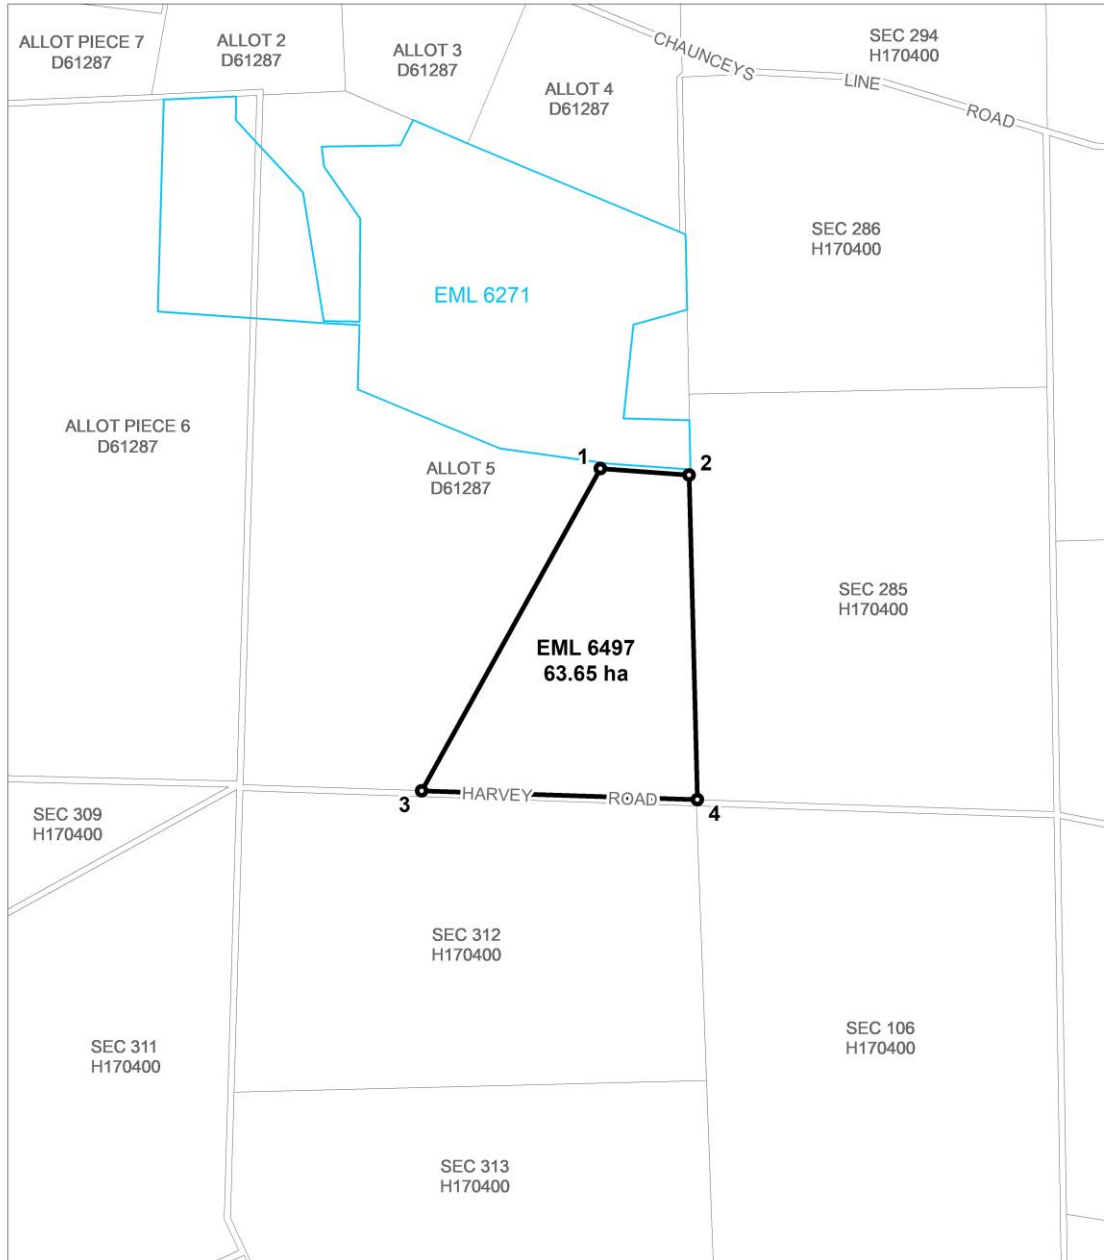 ALLOT PIECE 7
D61287
ALLOT 2
D61287
ALLOT 3
D61287
ALLOT 4
D61287
CHAUNCEYS LINE ROAD
SEC 294
H170400
SEC 286
H170400
EML 6271
ALLOT PIECE 6
D61287
ALLOT 5
D61287
1
2
SEC 285
H170400
EML 6497
63.65 ha
3
HARVEY ROAD
4
SEC 309
H170400
SEC 312
H170400
SEC 311
H170400
SEC 106
H170400
SEC 313
H170400